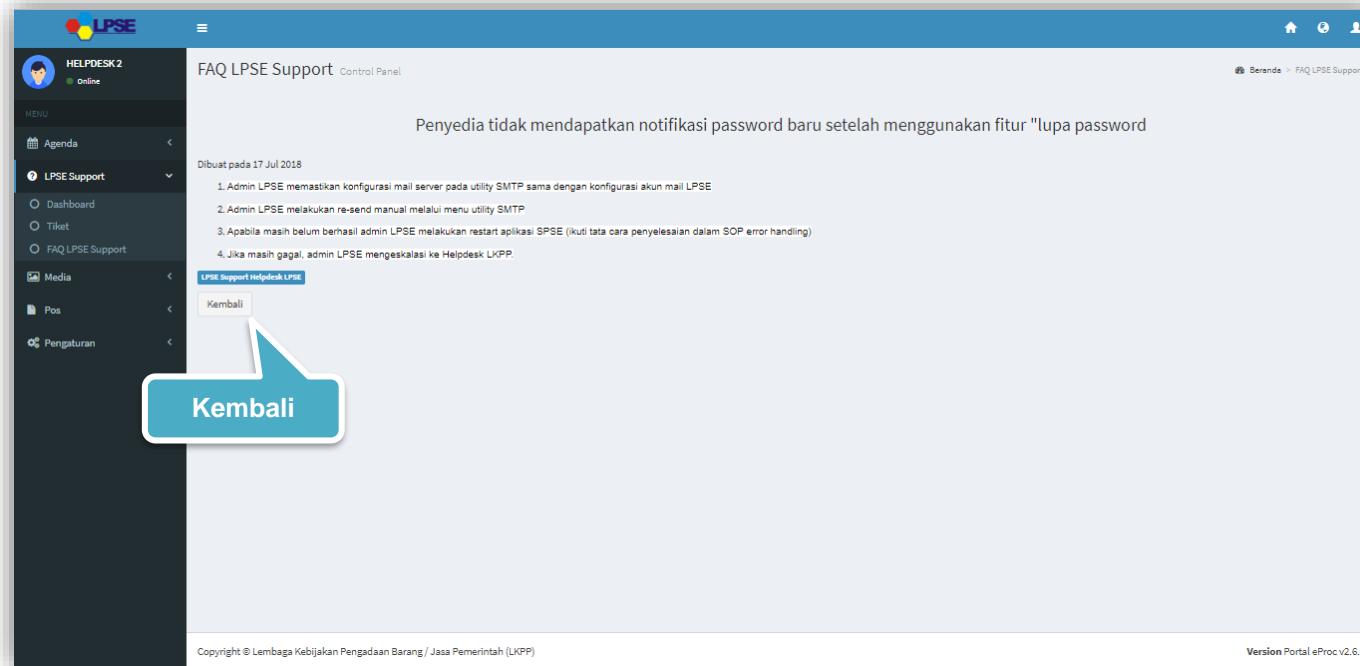 LPSE
HELPDESK 2
Online
FAQ LPSE Support Control Panel
Beranda > FAQ LPSE Support
MENU
Agenda
LPSE Support
Dashboard
Tiket
FAQ LPSE Support
Media
Pos
Pengaturan
Penyedia tidak mendapatkan notifikasi password baru setelah menggunakan fitur "lupa password
Dibuat pada 17 Jul 2018
1. Admin LPSE memastikan konfigurasi mail server pada utility SMTP sama dengan konfigurasi akun mail LPSE
2. Admin LPSE melakukan re-send manual melalui menu utility SMTP
3. Apabila masih belum berhasil admin LPSE melakukan restart aplikasi SPSE (ikuti tata cara penyelesaian dalam SOP error handling)
4. Jika masih gagal, admin LPSE mengeskalasi ke Helpdesk LKPP.
LPSE Support Helpdesk LPSE
Kembali
Kembali
Copyright © Lembaga Kebijakan Pengadaan Barang / Jasa Pemerintah (LKPP)
Version Portal eProc v2.6.